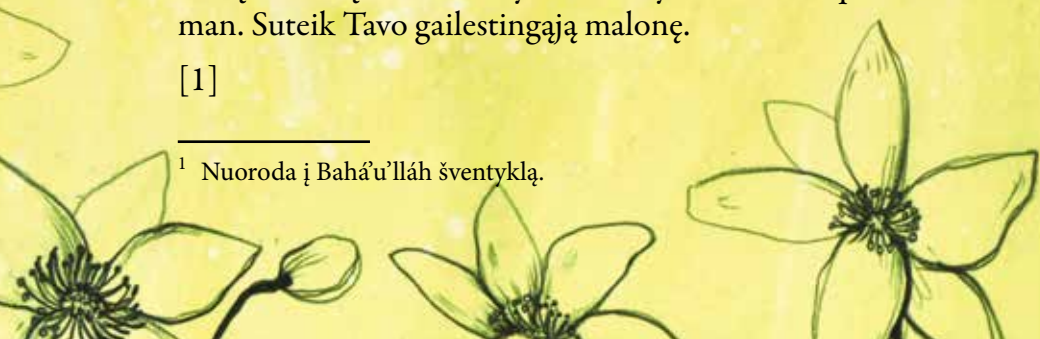 man. Suteik Tavo gailestingąją malonę.
[1]
1 Nuoroda į Bahá’u’lláh šventyklą.